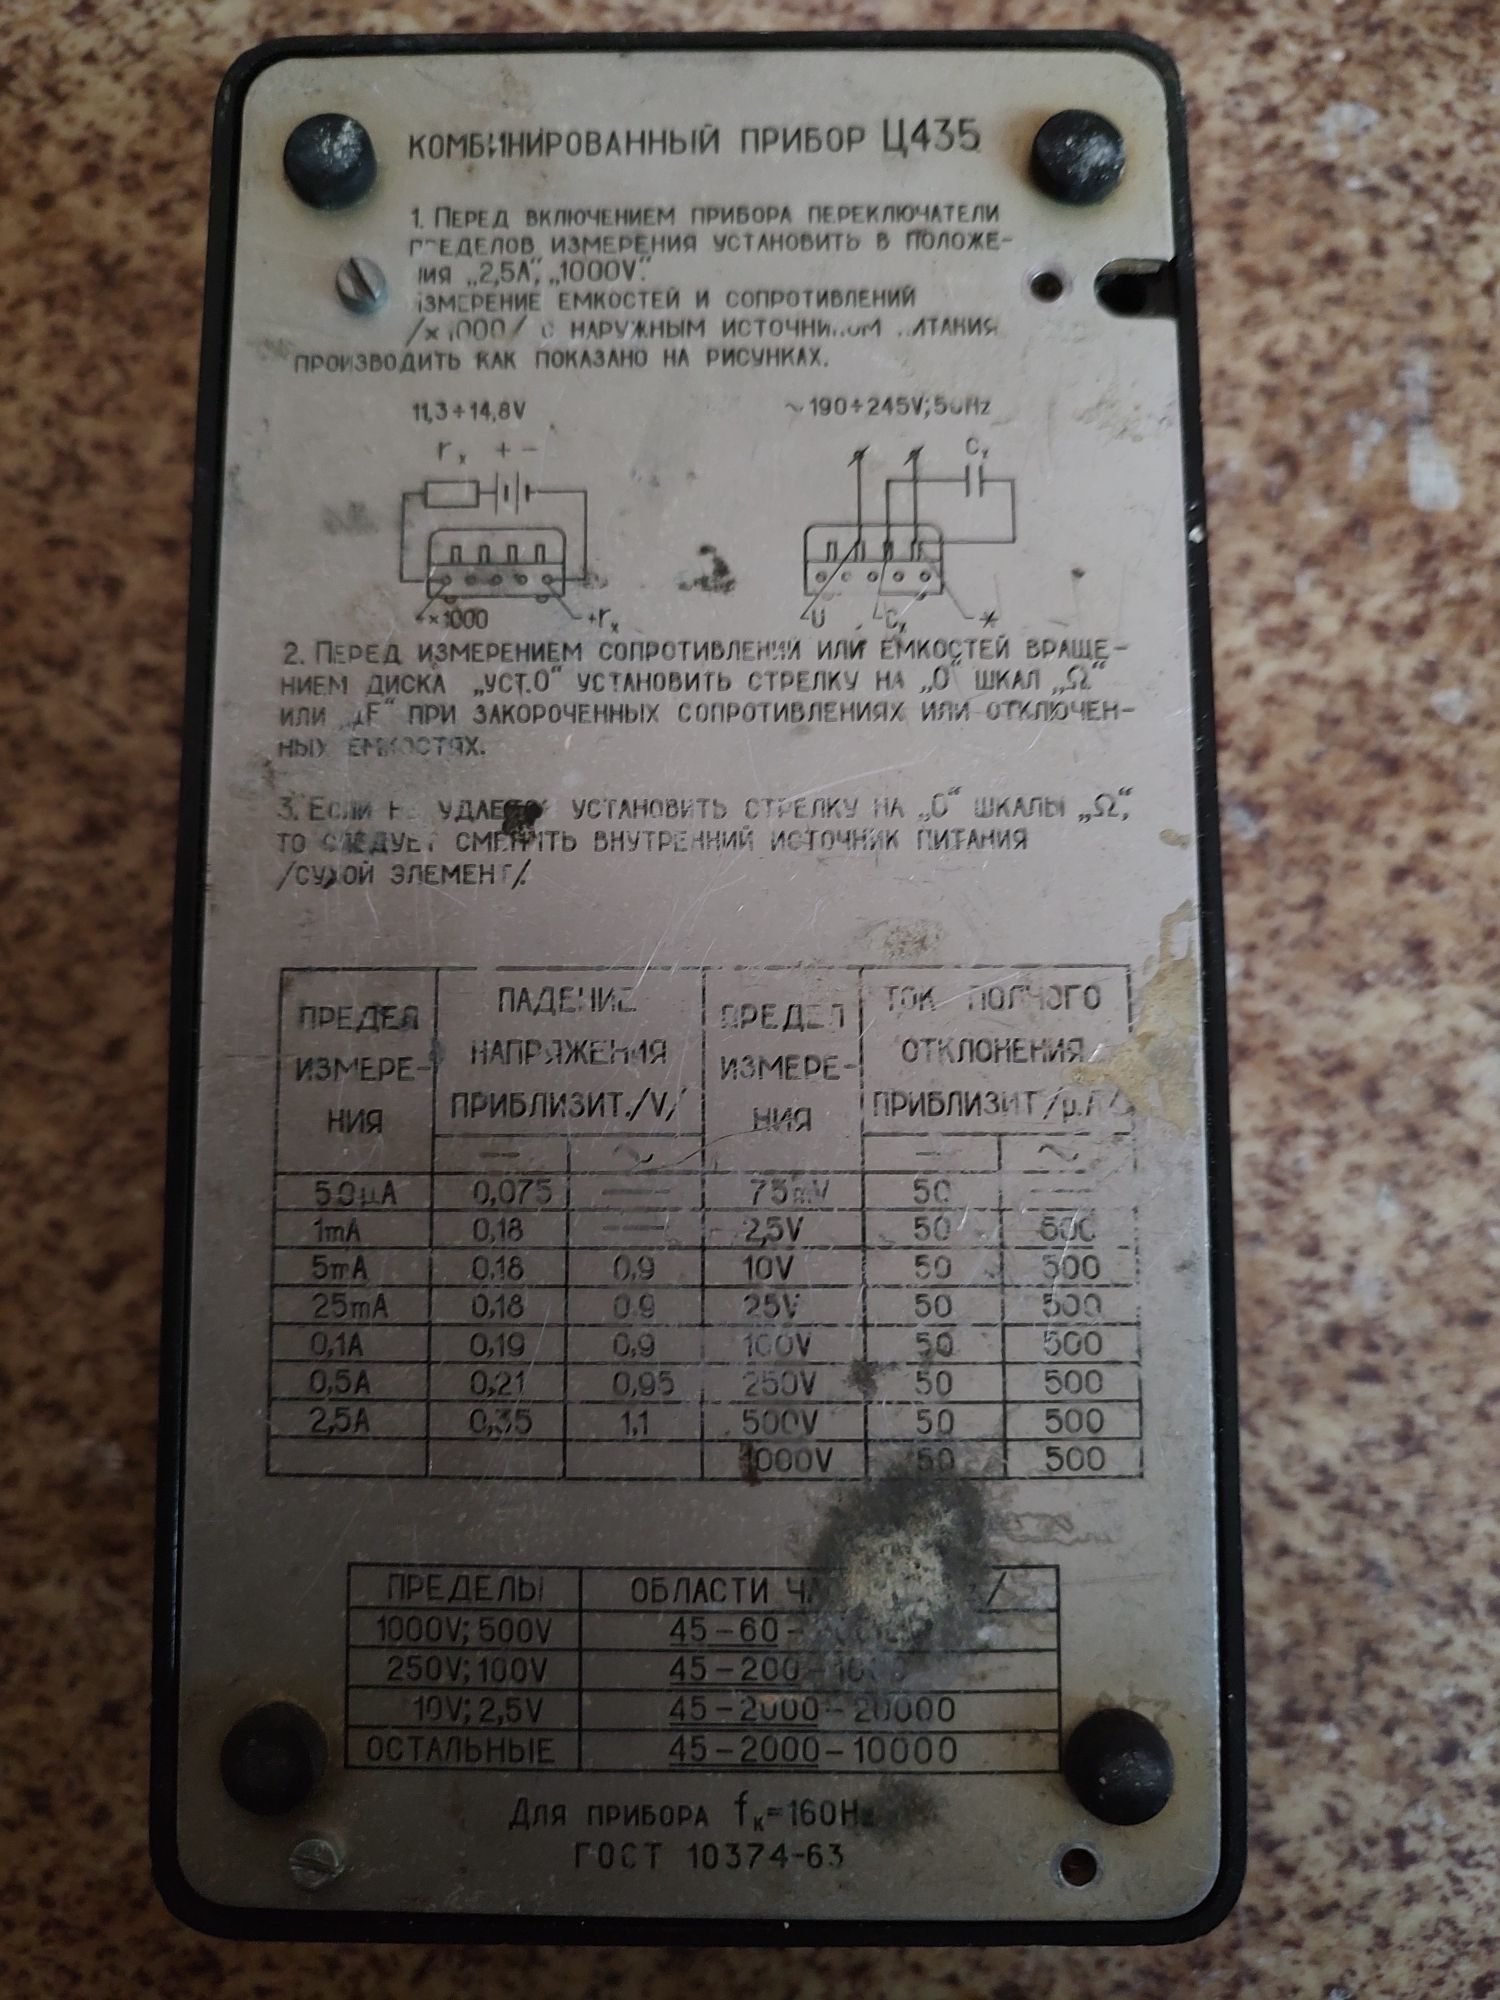 КОМБИНИРОВАННЫЙ ПРИБОР Ц435
1. ПЕРЕД ВКЛЮЧЕНИЕМ ПРИБОРА ПЕРЕКЛЮЧАТЕЛИ
ПРЕДЕЛОВ ИЗМЕРЕНИЯ УСТАНОВИТЬ В ПОЛОЖЕ-
НИЯ „2,5A“, „1000V“.
ИЗМЕРЕНИЕ ЕМКОСТЕЙ И СОПРОТИВЛЕНИЙ
/×1000/ С НАРУЖНЫМ ИСТОЧНИКОМ ПИТАНИЯ
ПРОИЗВОДИТЬ КАК ПОКАЗАНО НА РИСУНКАХ.
11,3÷14,8V ~190÷245V; 50Hz
rx + - Cx
×1000 +rx U Cx *
2. ПЕРЕД ИЗМЕРЕНИЕМ СОПРОТИВЛЕНИЙ ИЛИ ЕМКОСТЕЙ ВРАЩЕ-
НИЕМ ДИСКА „УСТ.0“ УСТАНОВИТЬ СТРЕЛКУ НА „0“ ШКАЛ „Ω“
ИЛИ „μF“ ПРИ ЗАКОРОЧЕННЫХ СОПРОТИВЛЕНИЯХ ИЛИ ОТКЛЮЧЕН-
НЫХ ЕМКОСТЯХ.
3. ЕСЛИ НЕ УДАЕТСЯ УСТАНОВИТЬ СТРЕЛКУ НА „0“ ШКАЛЫ „Ω“,
ТО СЛЕДУЕТ СМЕНИТЬ ВНУТРЕННИЙ ИСТОЧНИК ПИТАНИЯ
/СУХОЙ ЭЛЕМЕНТ/.
ПРЕДЕЛ ИЗМЕРЕ-НИЯ ПАДЕНИЕ НАПРЯЖЕНИЯ ПРИБЛИЗИТ./V/ ПРЕДЕЛ ИЗМЕРЕ-НИЯ ТОК ПОЛНОГО ОТКЛОНЕНИЯ ПРИБЛИЗИТ/μA/
— ~ — ~
50μA 0,075 — 75mV 50 —
1mA 0,18 — 2,5V 50 500
5mA 0,18 0,9 10V 50 500
25mA 0,18 0,9 25V 50 500
0,1A 0,19 0,9 100V 50 500
0,5A 0,21 0,95 250V 50 500
2,5A 0,35 1,1 500V 50 500
1000V 50 500
ПРЕДЕЛЫ ОБЛАСТИ
1000V; 500V 45-60-
250V; 100V 45-200-
10V; 2,5V 45-2000-20000
ОСТАЛЬНЫЕ 45-2000-10000
ДЛЯ ПРИБОРА fк=160Hz
ГОСТ 10374-63